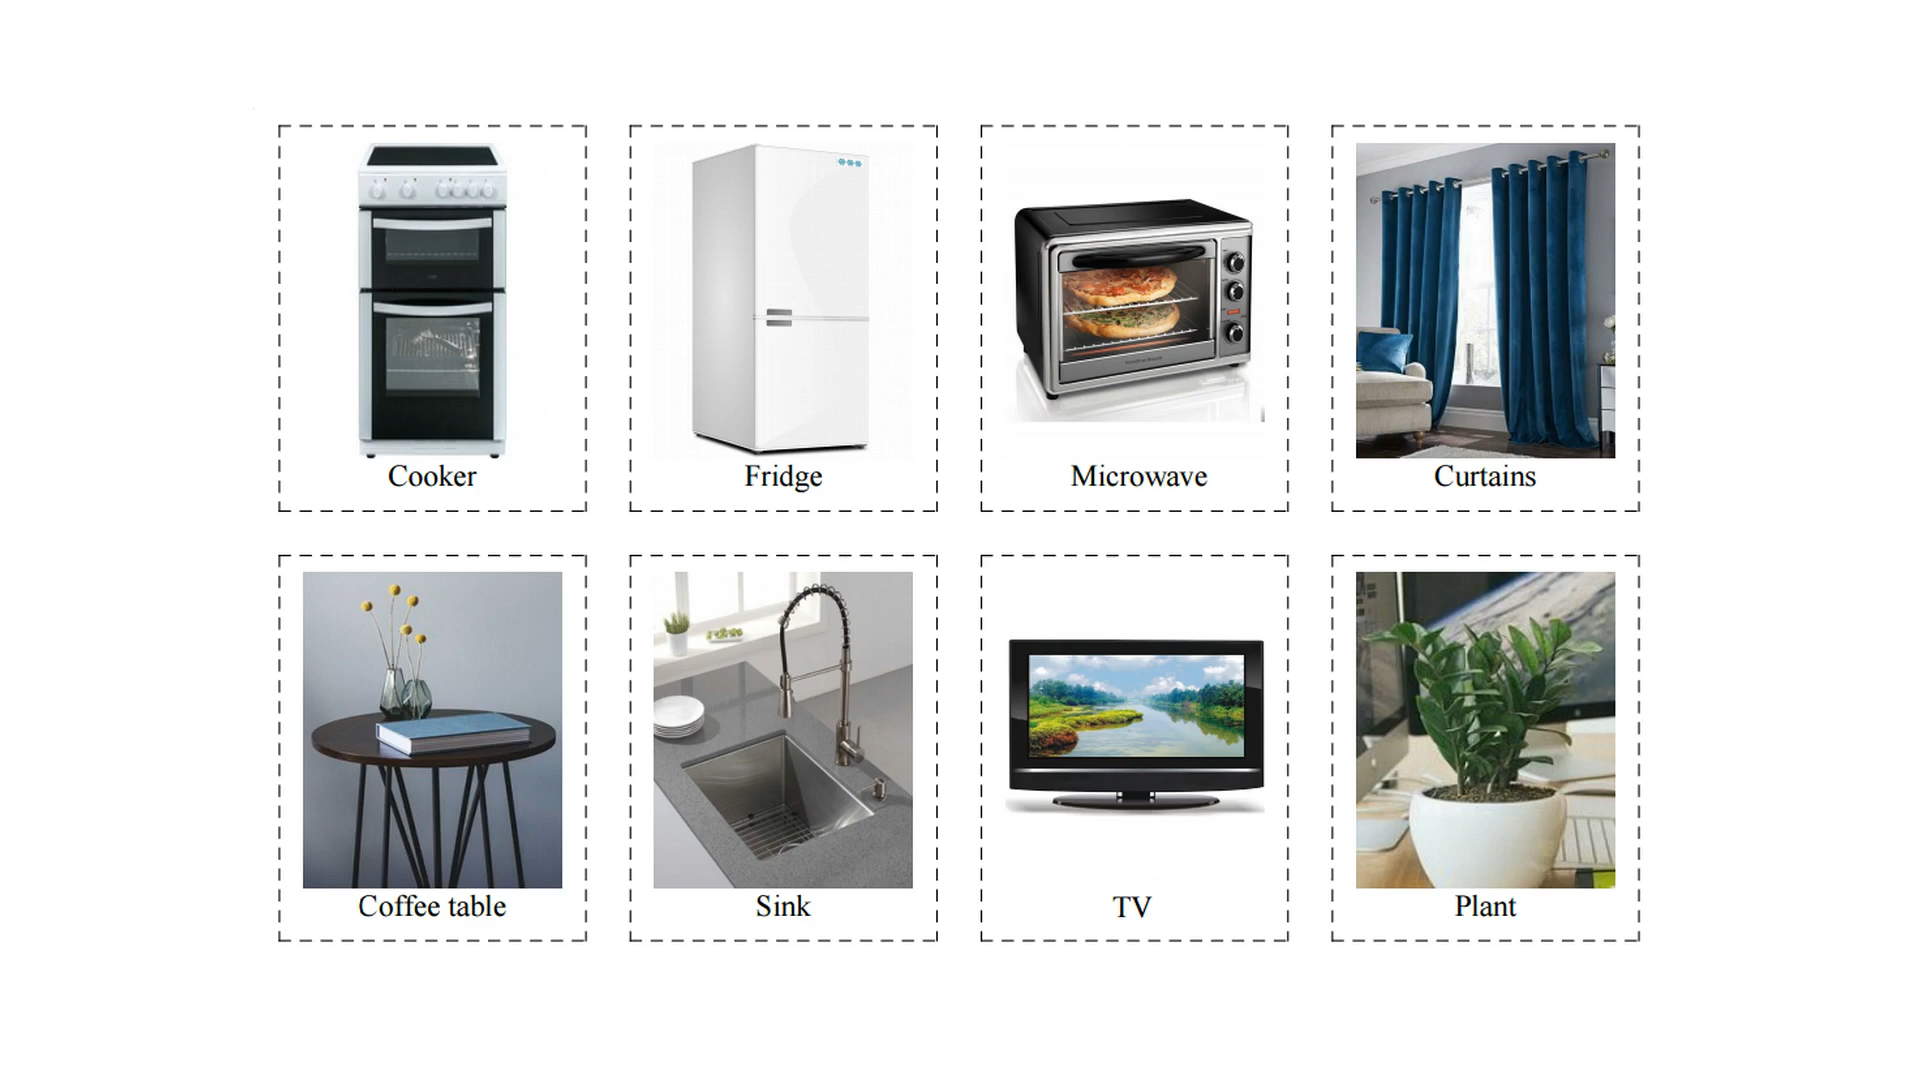 Cooker
Fridge
Microwave
Curtains
Coffee table
Sink
TV
Plant